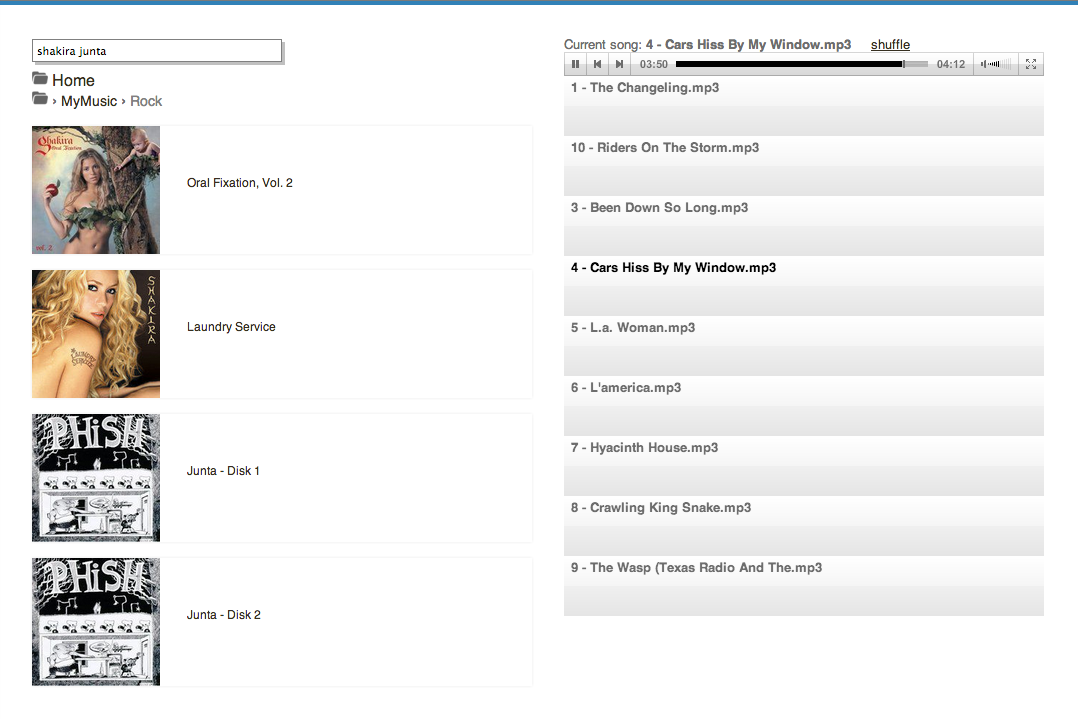 shakira junta
Home
› MyMusic › Rock
Shakira
Oral Fixation
vol. 2
Oral Fixation, Vol. 2
SHAKIRA
LAUNDRY
SERVICE
Laundry Service
PHiSH
Junta - Disk 1
PHiSH
Junta - Disk 2
Current song: 4 - Cars Hiss By My Window.mp3 shuffle
03:50 04:12
1 - The Changeling.mp3
10 - Riders On The Storm.mp3
3 - Been Down So Long.mp3
4 - Cars Hiss By My Window.mp3
5 - L.a. Woman.mp3
6 - L'america.mp3
7 - Hyacinth House.mp3
8 - Crawling King Snake.mp3
9 - The Wasp (Texas Radio And The.mp3